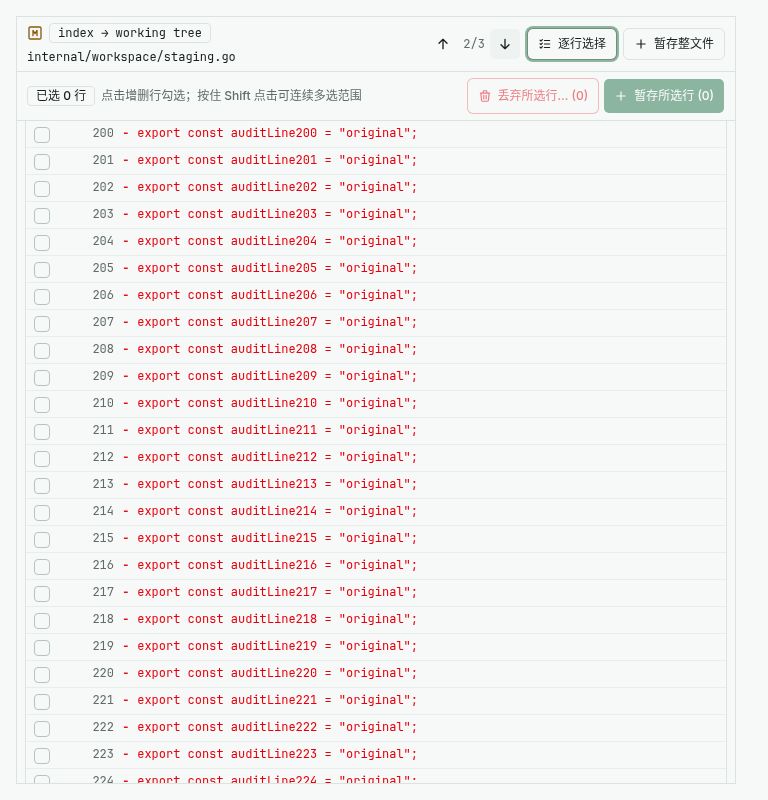 M index → working tree
internal/workspace/staging.go
2/3
逐行选择
暂存整文件
已选 0 行 点击增删行勾选；按住 Shift 点击可连续多选范围
丢弃所选行... (0)
暂存所选行 (0)
200 - export const auditLine200 = "original";
201 - export const auditLine201 = "original";
202 - export const auditLine202 = "original";
203 - export const auditLine203 = "original";
204 - export const auditLine204 = "original";
205 - export const auditLine205 = "original";
206 - export const auditLine206 = "original";
207 - export const auditLine207 = "original";
208 - export const auditLine208 = "original";
209 - export const auditLine209 = "original";
210 - export const auditLine210 = "original";
211 - export const auditLine211 = "original";
212 - export const auditLine212 = "original";
213 - export const auditLine213 = "original";
214 - export const auditLine214 = "original";
215 - export const auditLine215 = "original";
216 - export const auditLine216 = "original";
217 - export const auditLine217 = "original";
218 - export const auditLine218 = "original";
219 - export const auditLine219 = "original";
220 - export const auditLine220 = "original";
221 - export const auditLine221 = "original";
222 - export const auditLine222 = "original";
223 - export const auditLine223 = "original";
224 - export const auditLine224 = "original";